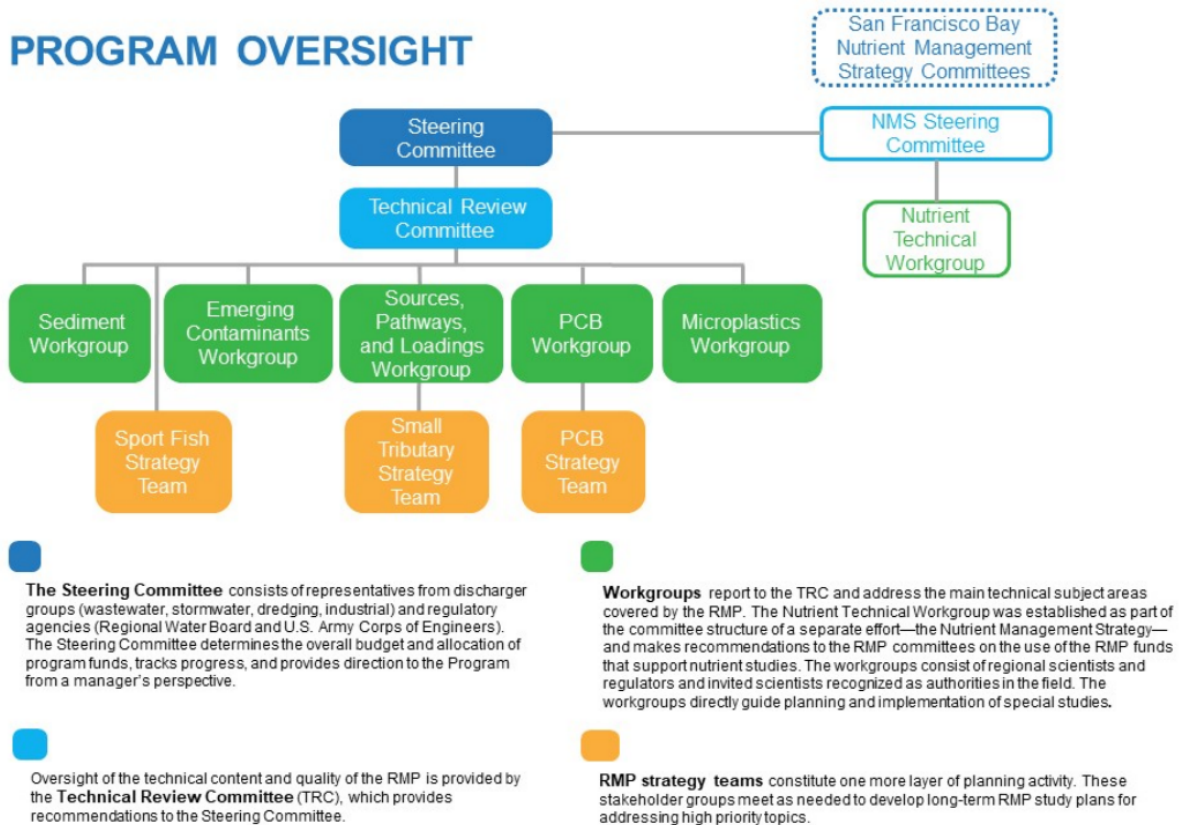 PROGRAM OVERSIGHT
San Francisco Bay
Nutrient Management
Strategy Committees
Steering
Committee
NMS Steering
Committee
Technical Review
Committee
Nutrient
Technical
Workgroup
Sediment
Workgroup
Emerging
Contaminants
Workgroup
Sources,
Pathways,
and Loadings
Workgroup
PCB
Workgroup
Microplastics
Workgroup
Sport Fish
Strategy
Team
Small
Tributary
Strategy
Team
PCB
Strategy
Team
The Steering Committee consists of representatives from discharger
groups (wastewater, stormwater, dredging, industrial) and regulatory
agencies (Regional Water Board and U.S. Army Corps of Engineers).
The Steering Committee determines the overall budget and allocation of
program funds, tracks progress, and provides direction to the Program
from a manager's perspective.
Workgroups report to the TRC and address the main technical subject areas
covered by the RMP. The Nutrient Technical Workgroup was established as part of
the committee structure of a separate effort—the Nutrient Management Strategy—
and makes recommendations to the RMP committees on the use of the RMP funds
that support nutrient studies. The workgroups consist of regional scientists and
regulators and invited scientists recognized as authorities in the field. The
workgroups directly guide planning and implementation of special studies.
Oversight of the technical content and quality of the RMP is provided by
the Technical Review Committee (TRC), which provides
recommendations to the Steering Committee.
RMP strategy teams constitute one more layer of planning activity. These
stakeholder groups meet as needed to develop long-term RMP study plans for
addressing high priority topics.